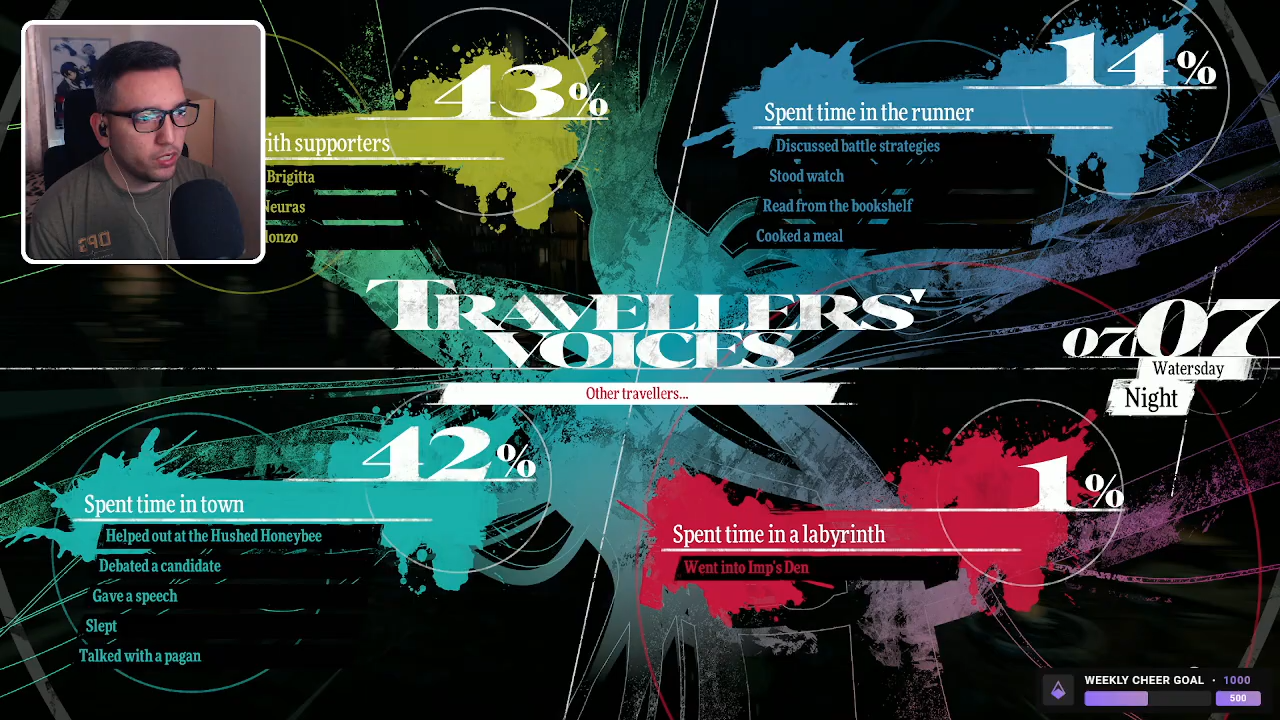 43%
with supporters
Brigitta
Neuras
lonzo
14%
Spent time in the runner
Discussed battle strategies
Stood watch
Read from the bookshelf
Cooked a meal
TRAVELLERS'
VOICES
Other travellers...
07 07
Watersday
Night
42%
Spent time in town
Helped out at the Hushed Honeybee
Debated a candidate
Gave a speech
Slept
Talked with a pagan
1%
Spent time in a labyrinth
Went into Imp's Den
WEEKLY CHEER GOAL · 1000
500